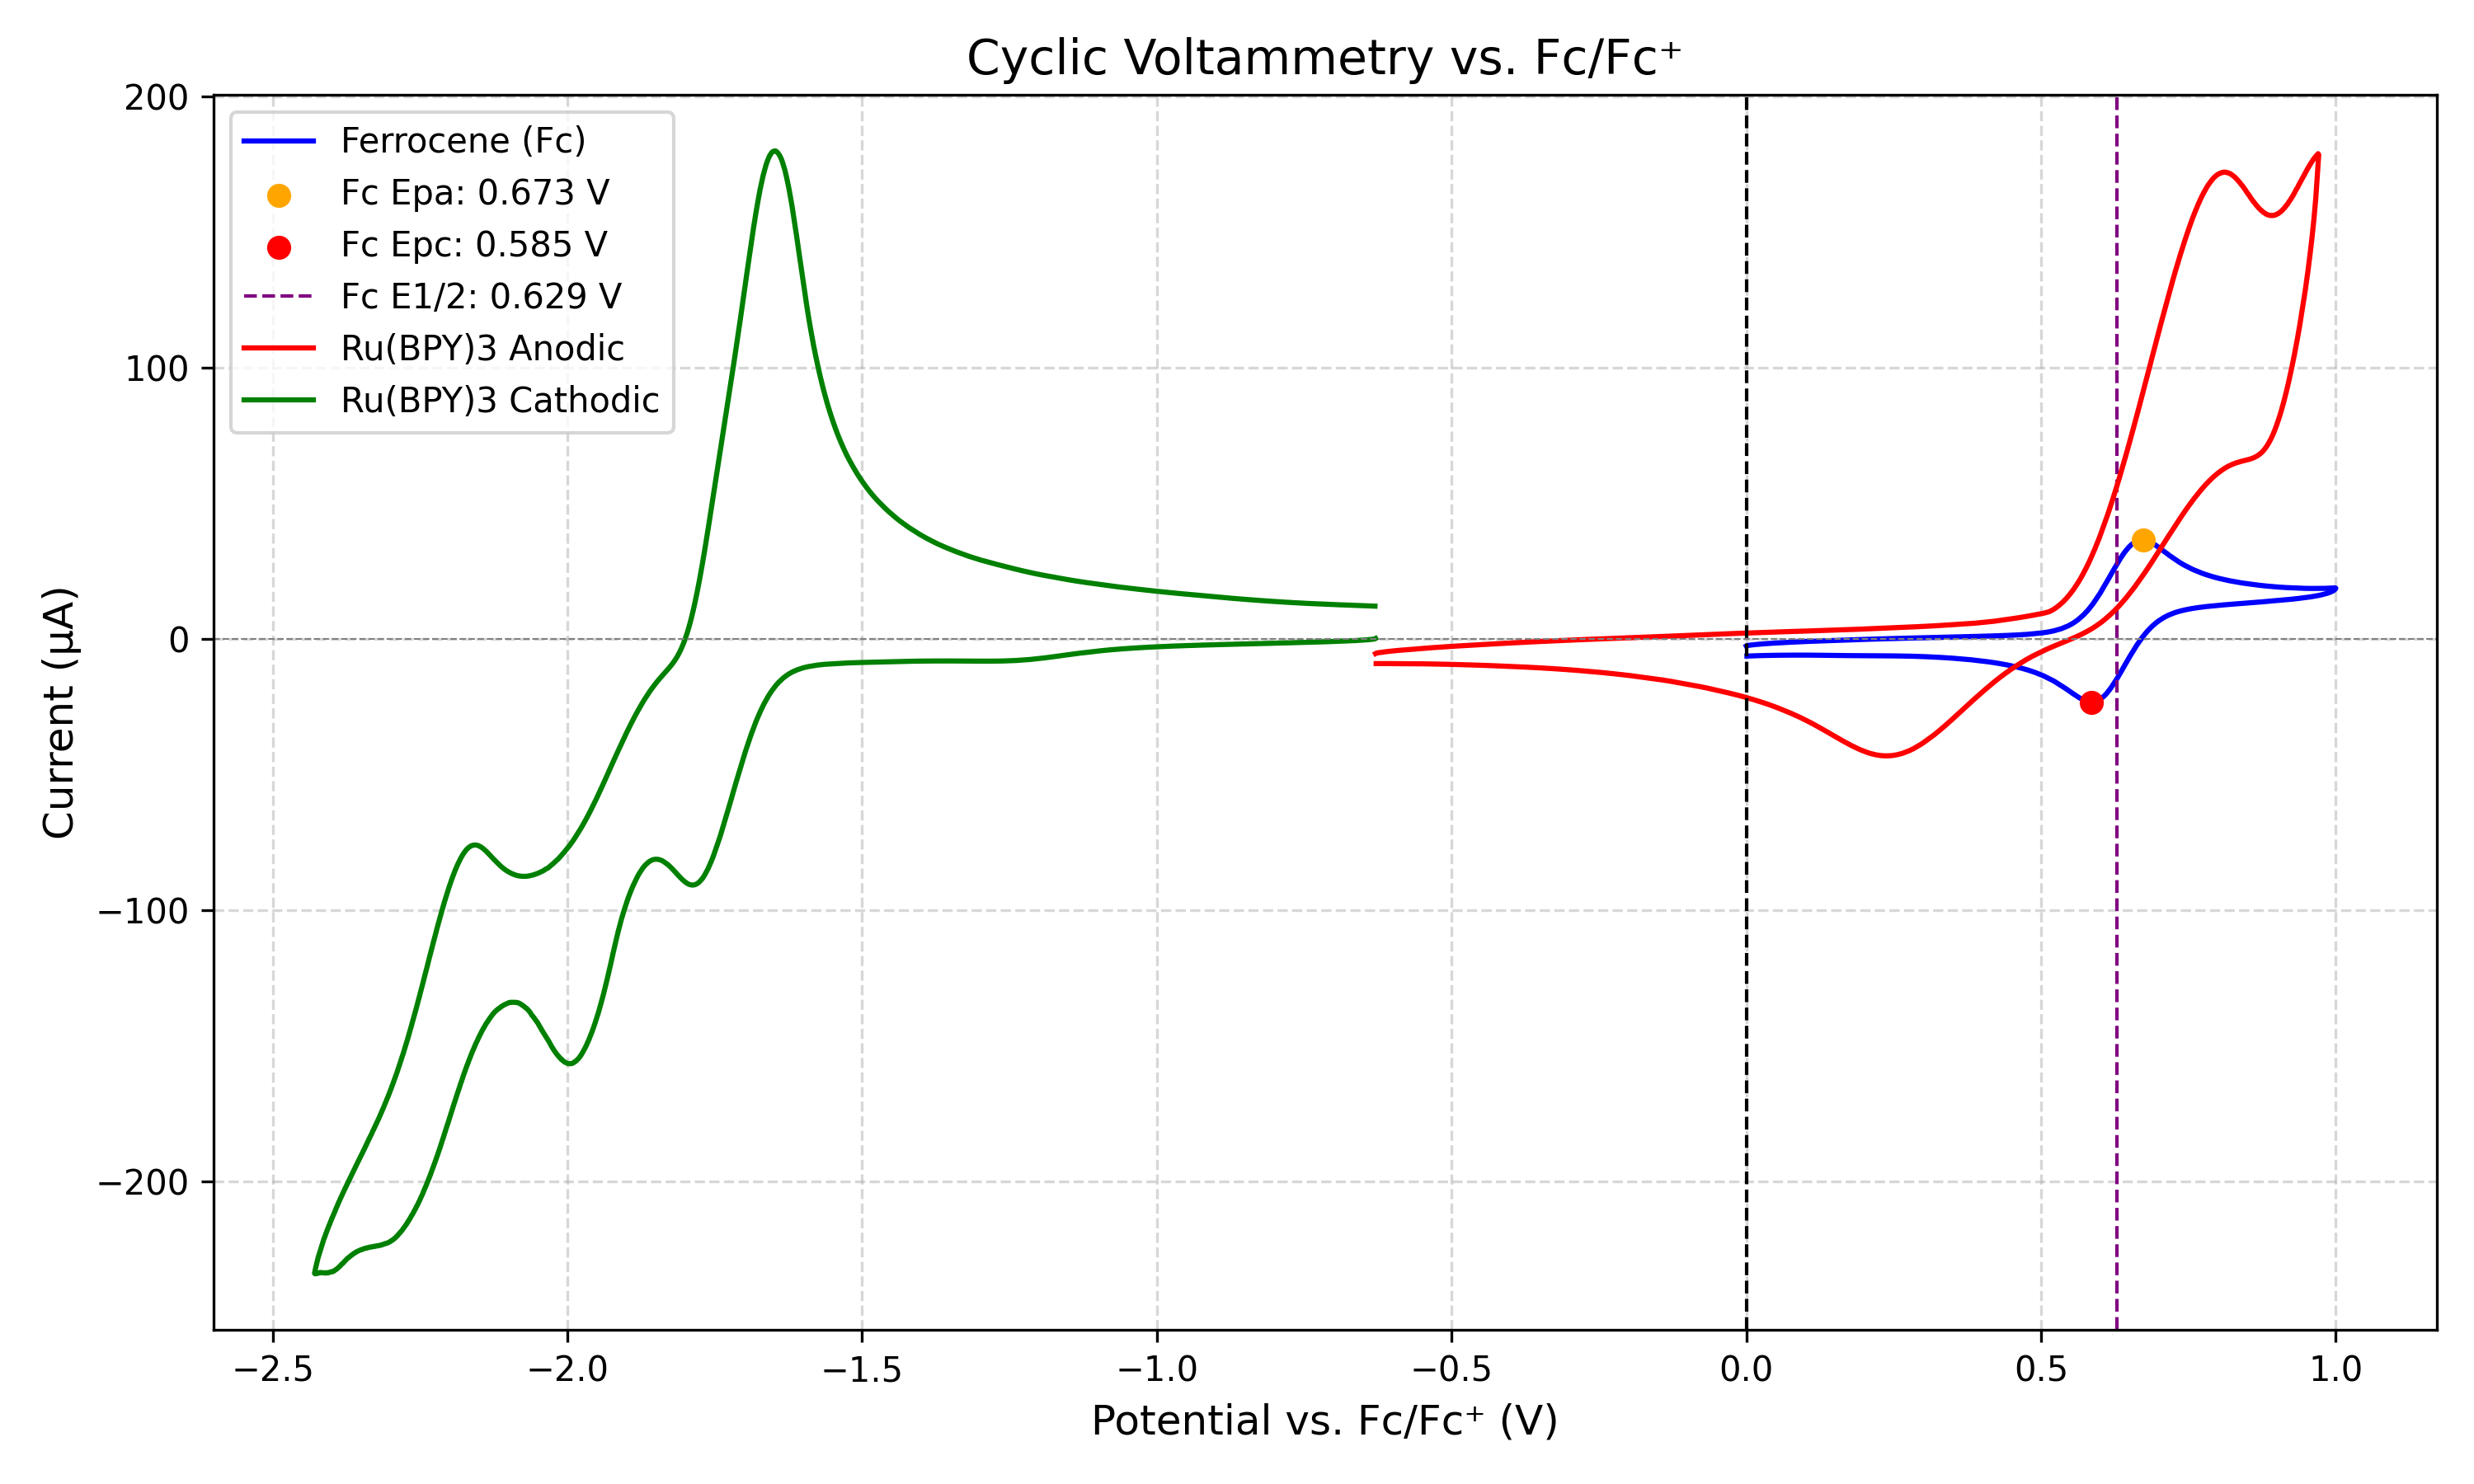 Cyclic Voltammetry vs. Fc/Fc⁺
200
100
0
−100
−200
Current (µA)
Ferrocene (Fc)
Fc Epa: 0.673 V
Fc Epc: 0.585 V
Fc E1/2: 0.629 V
Ru(BPY)3 Anodic
Ru(BPY)3 Cathodic
−2.5 −2.0 −1.5 −1.0 −0.5 0.0 0.5 1.0
Potential vs. Fc/Fc⁺ (V)